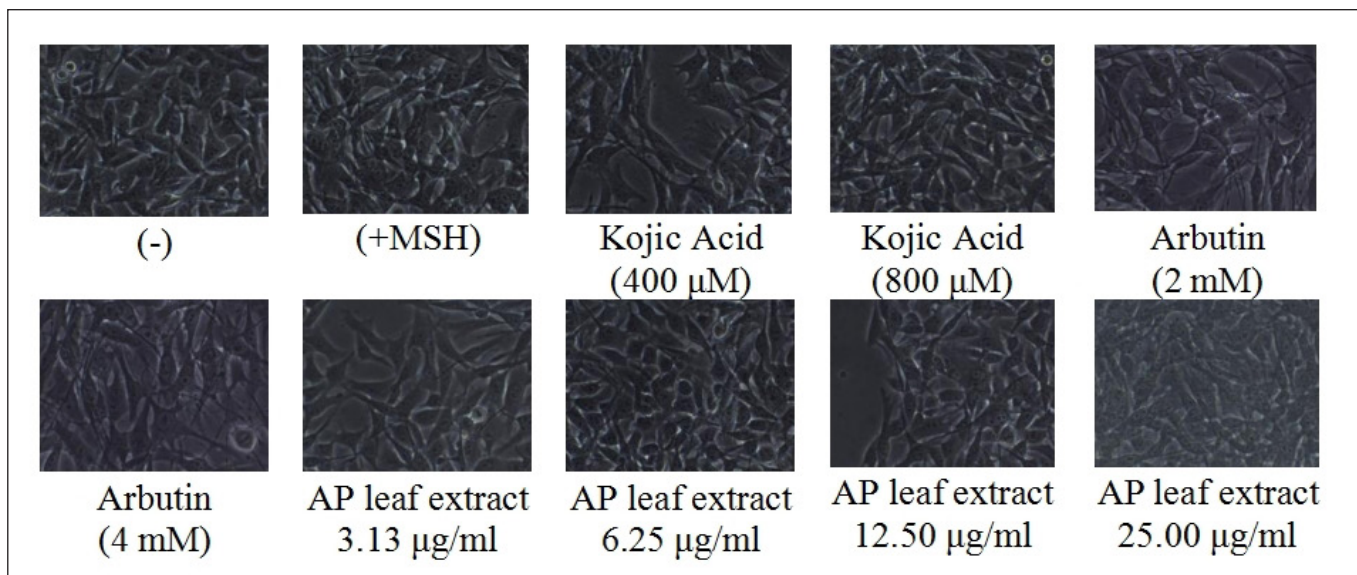 (-)
(+MSH)
Kojic Acid
(400 μM)
Kojic Acid
(800 μM)
Arbutin
(2 mM)
Arbutin
(4 mM)
AP leaf extract
3.13 μg/ml
AP leaf extract
6.25 μg/ml
AP leaf extract
12.50 μg/ml
AP leaf extract
25.00 μg/ml